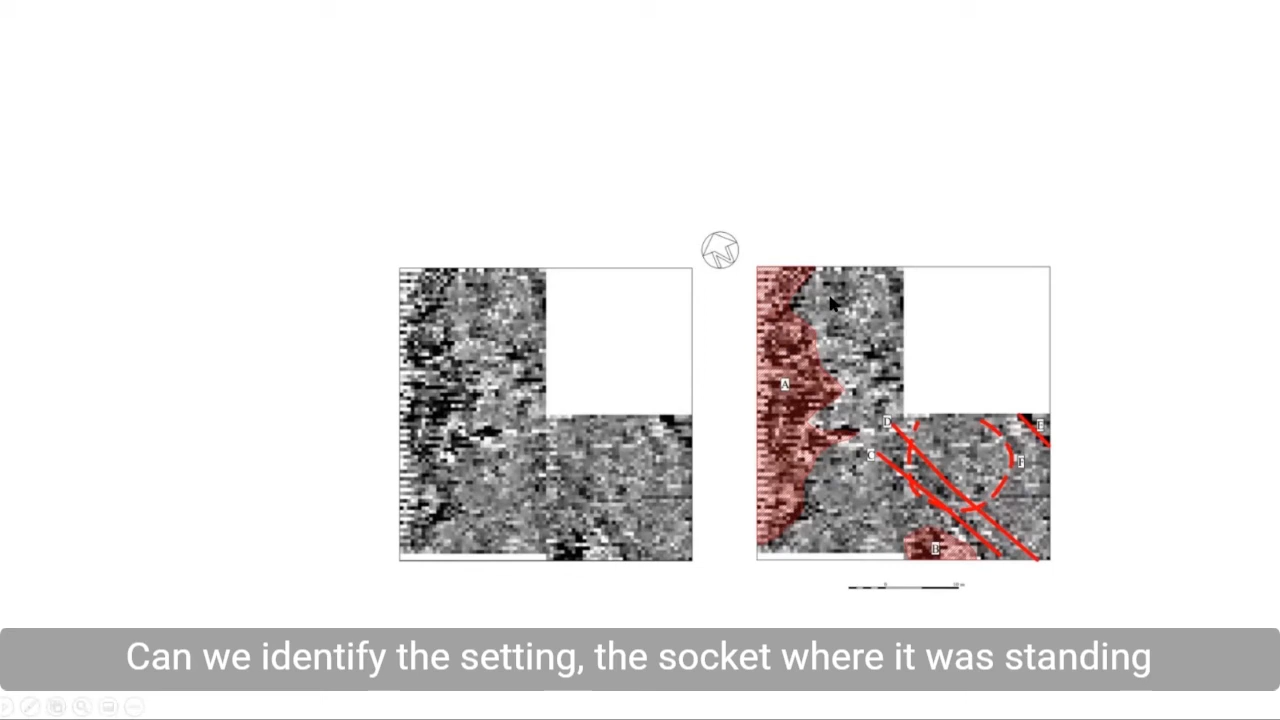 N
A
D
E
C
F
B
Can we identify the setting, the socket where it was standing